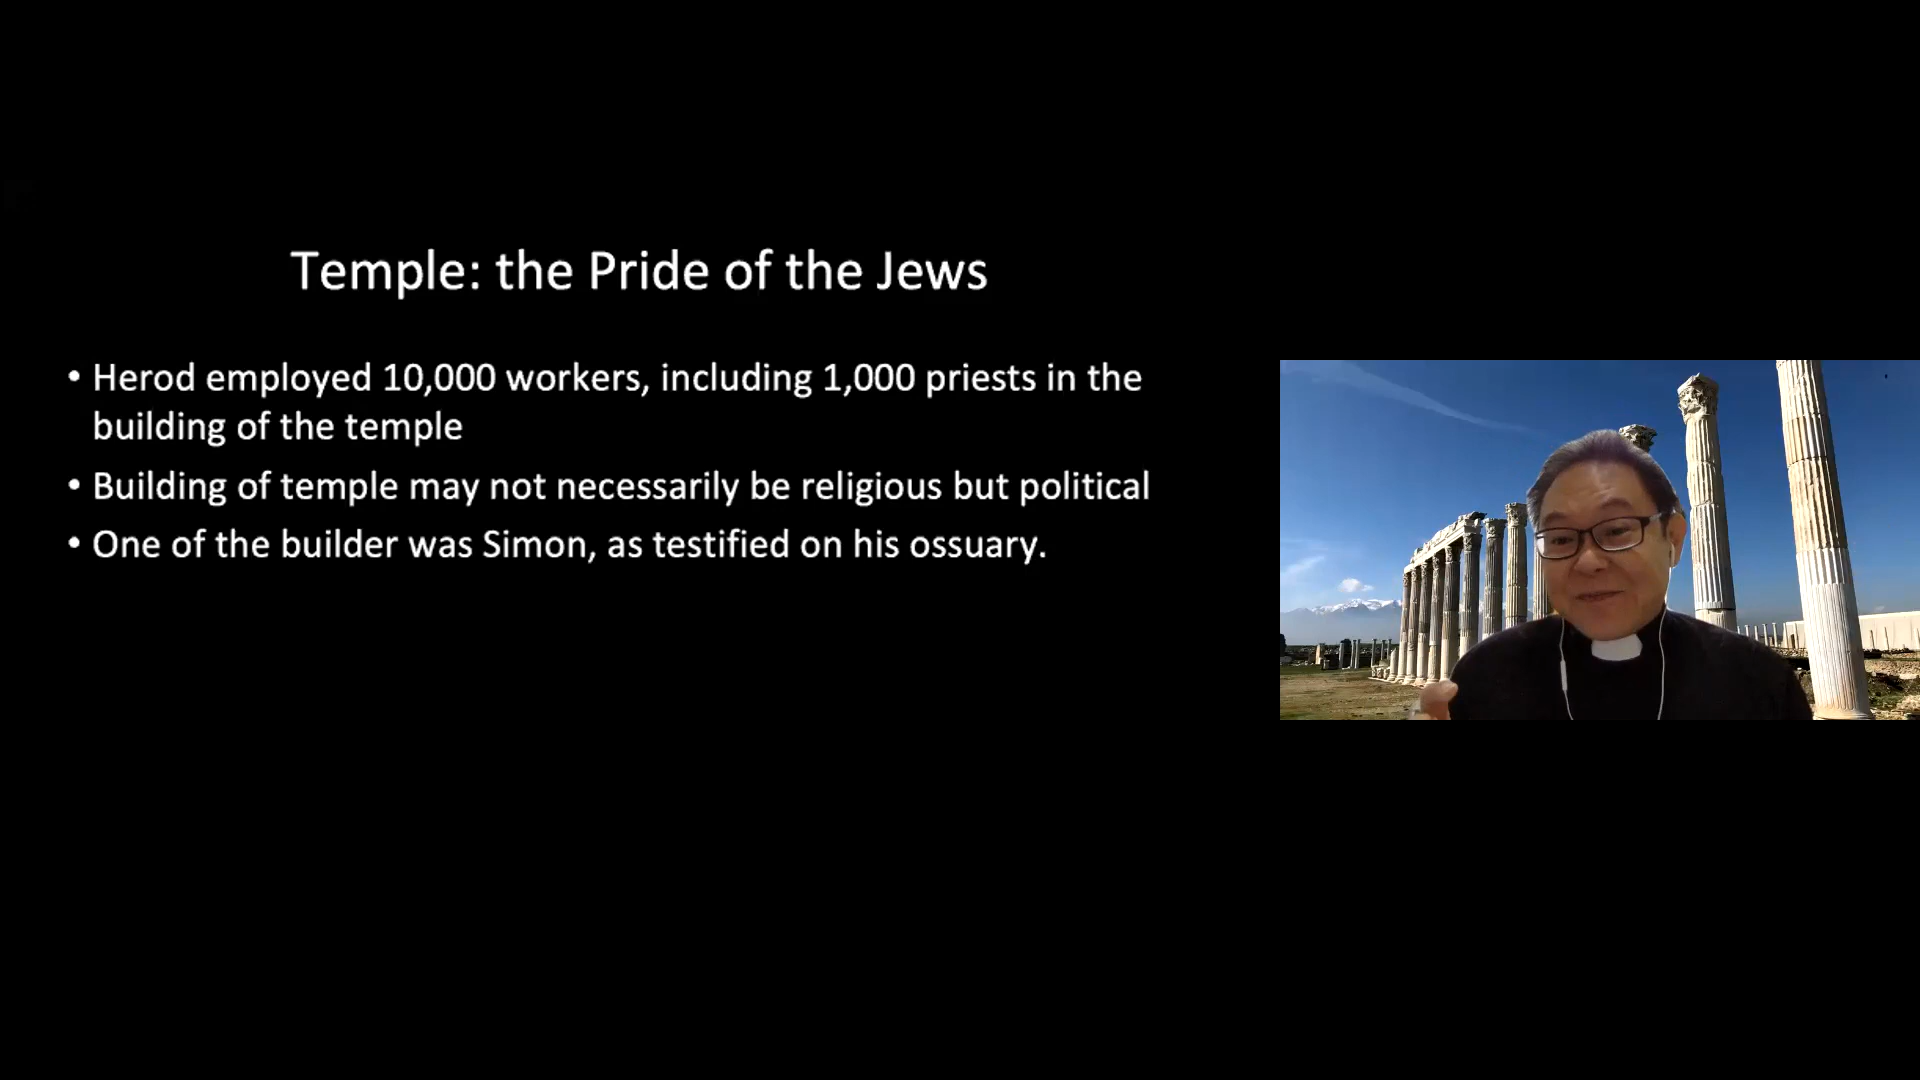 Temple: the Pride of the Jews
• Herod employed 10,000 workers, including 1,000 priests in the
building of the temple
• Building of temple may not necessarily be religious but political
• One of the builder was Simon, as testified on his ossuary.